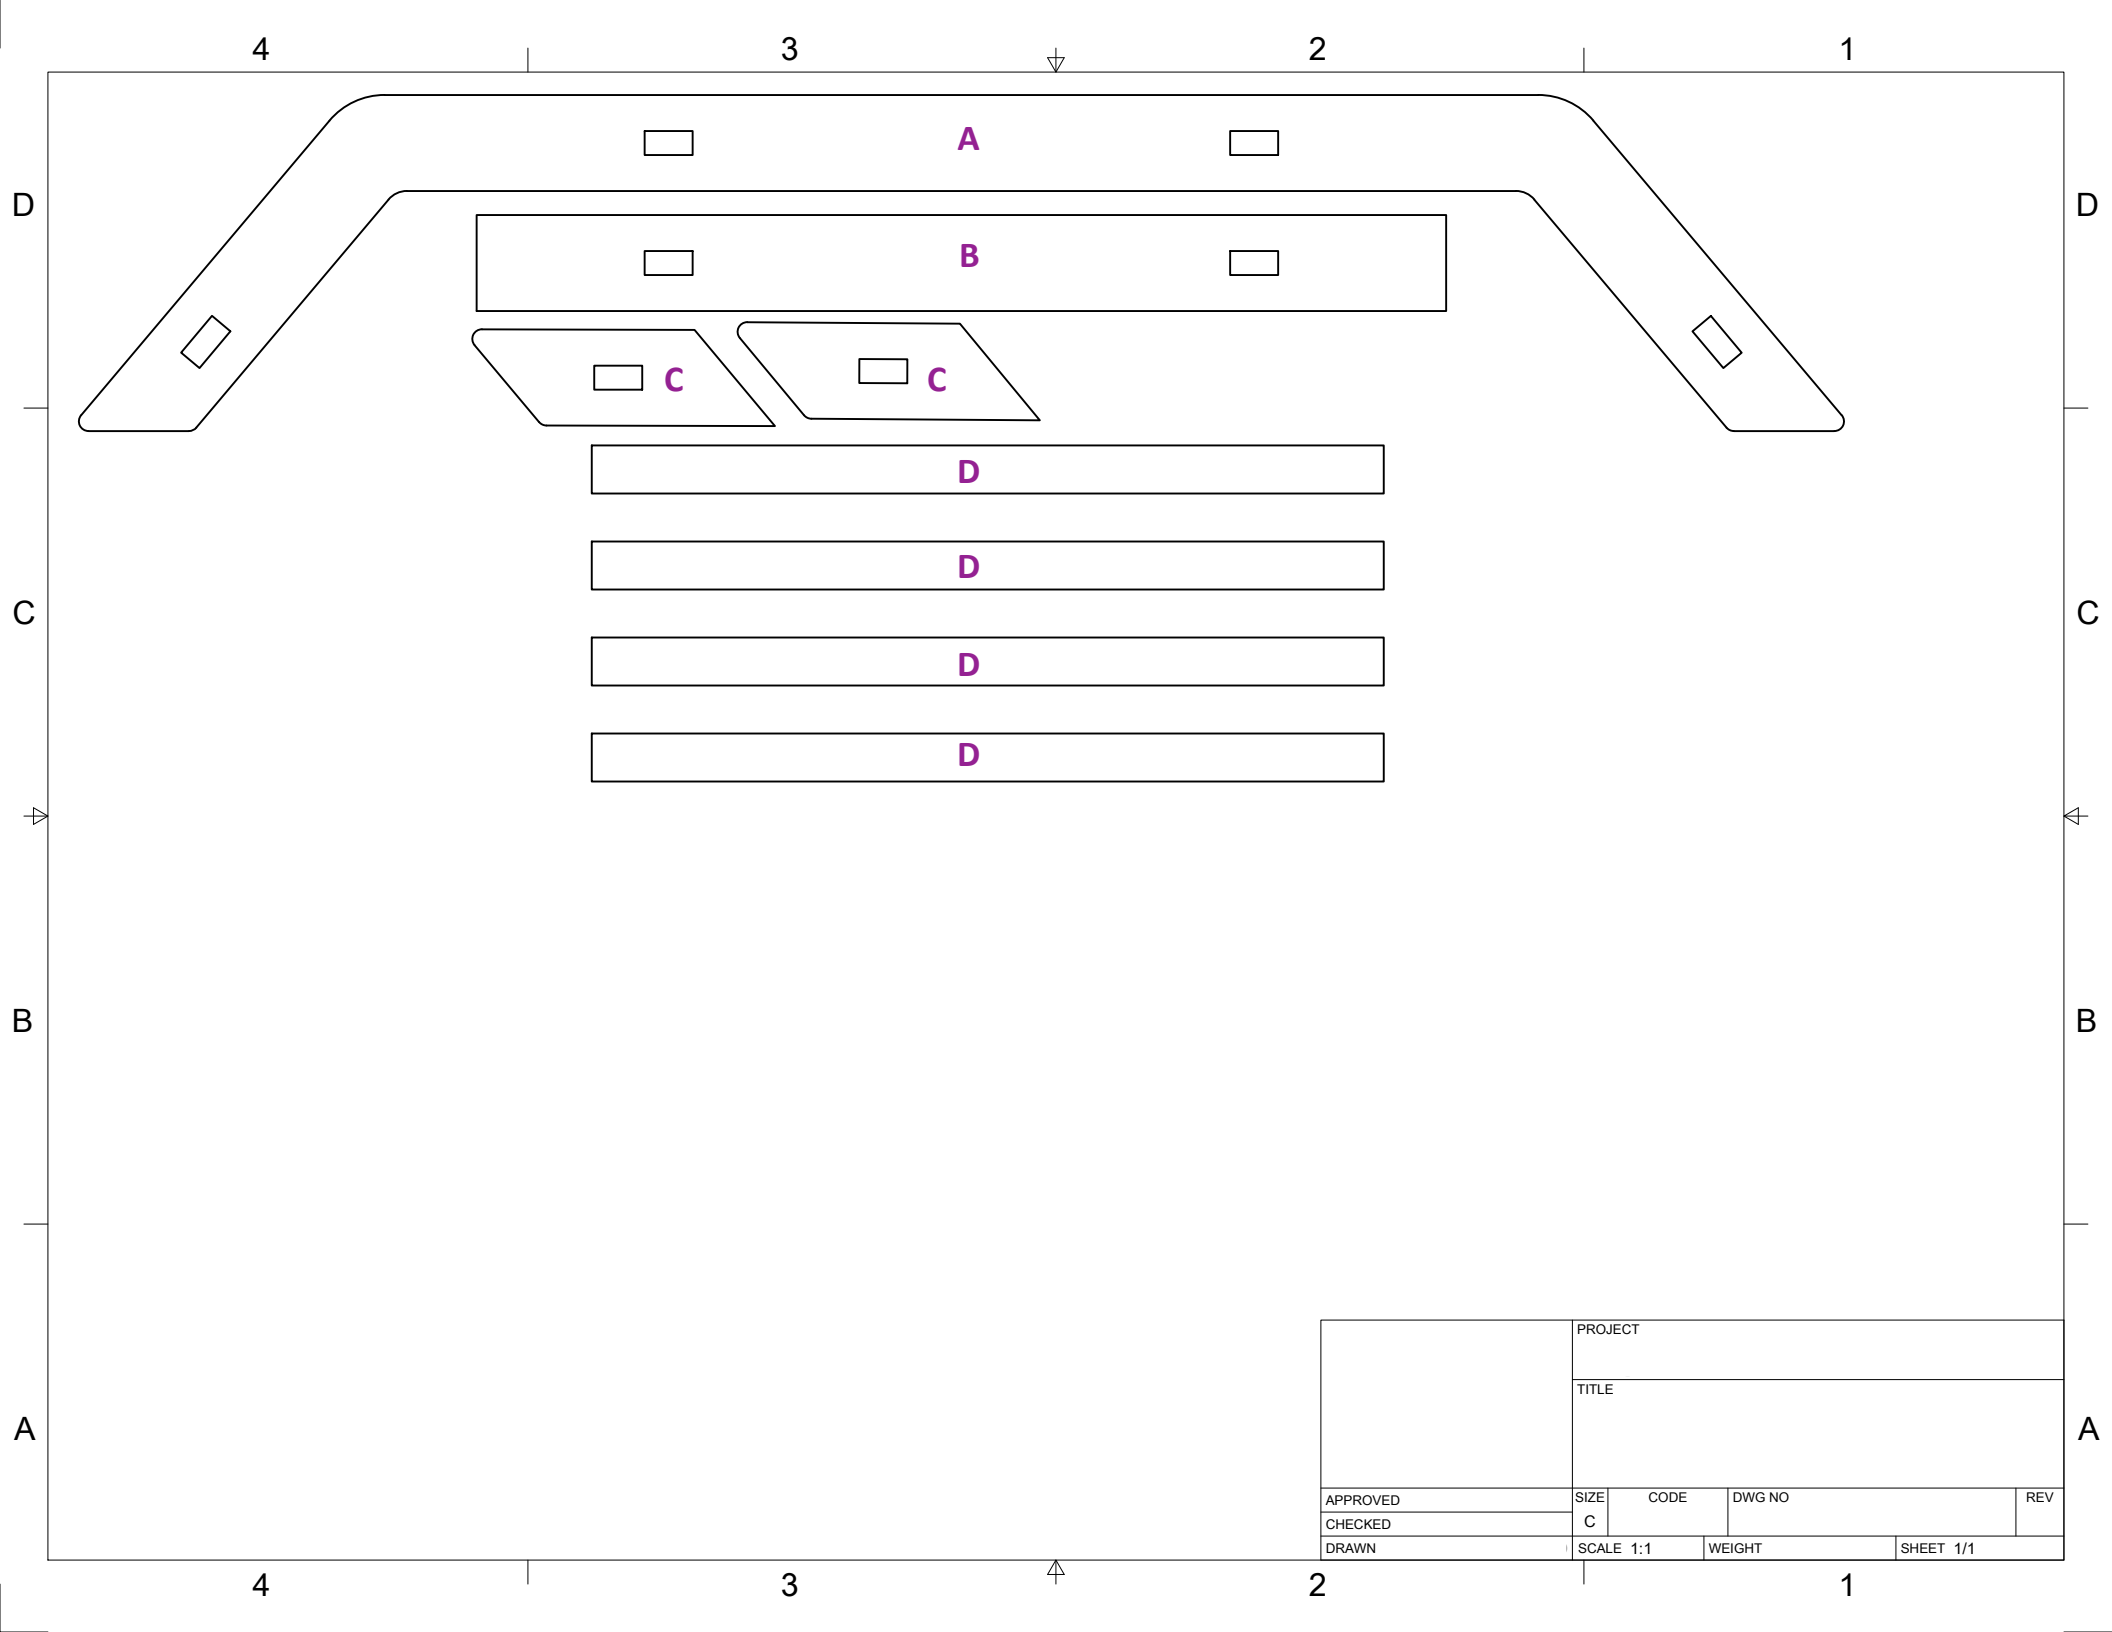 4 3 2 1
A
D D
B
C C
D
D
C C
D
D
B B
PROJECT
TITLE
A A
APPROVED SIZE CODE DWG NO REV
CHECKED C
DRAWN SCALE 1:1 WEIGHT SHEET 1/1
4 3 2 1